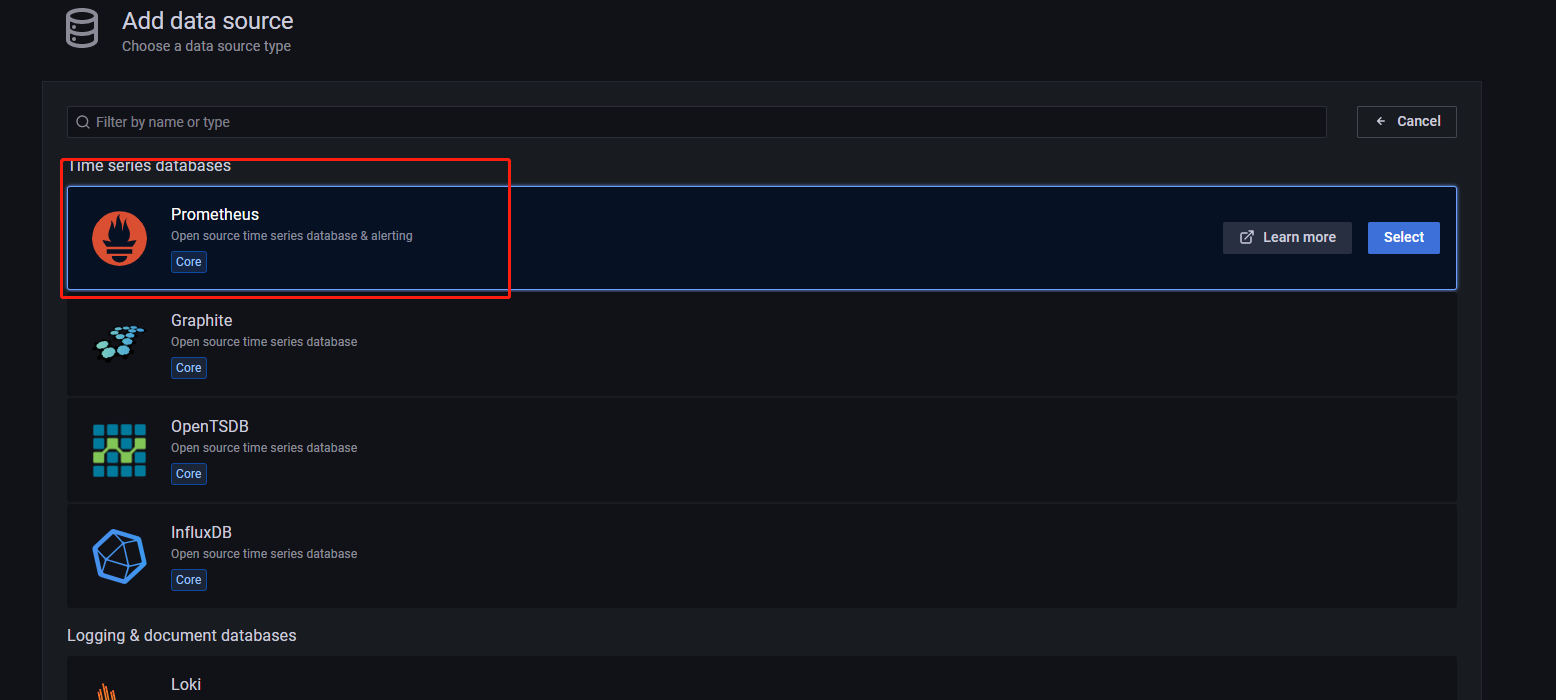 Add data source
Choose a data source type
Filter by name or type
Cancel
Time series databases
Prometheus
Open source time series database & alerting
Core
Learn more
Select
Graphite
Open source time series database
Core
OpenTSDB
Open source time series database
Core
InfluxDB
Open source time series database
Core
Logging & document databases
Loki